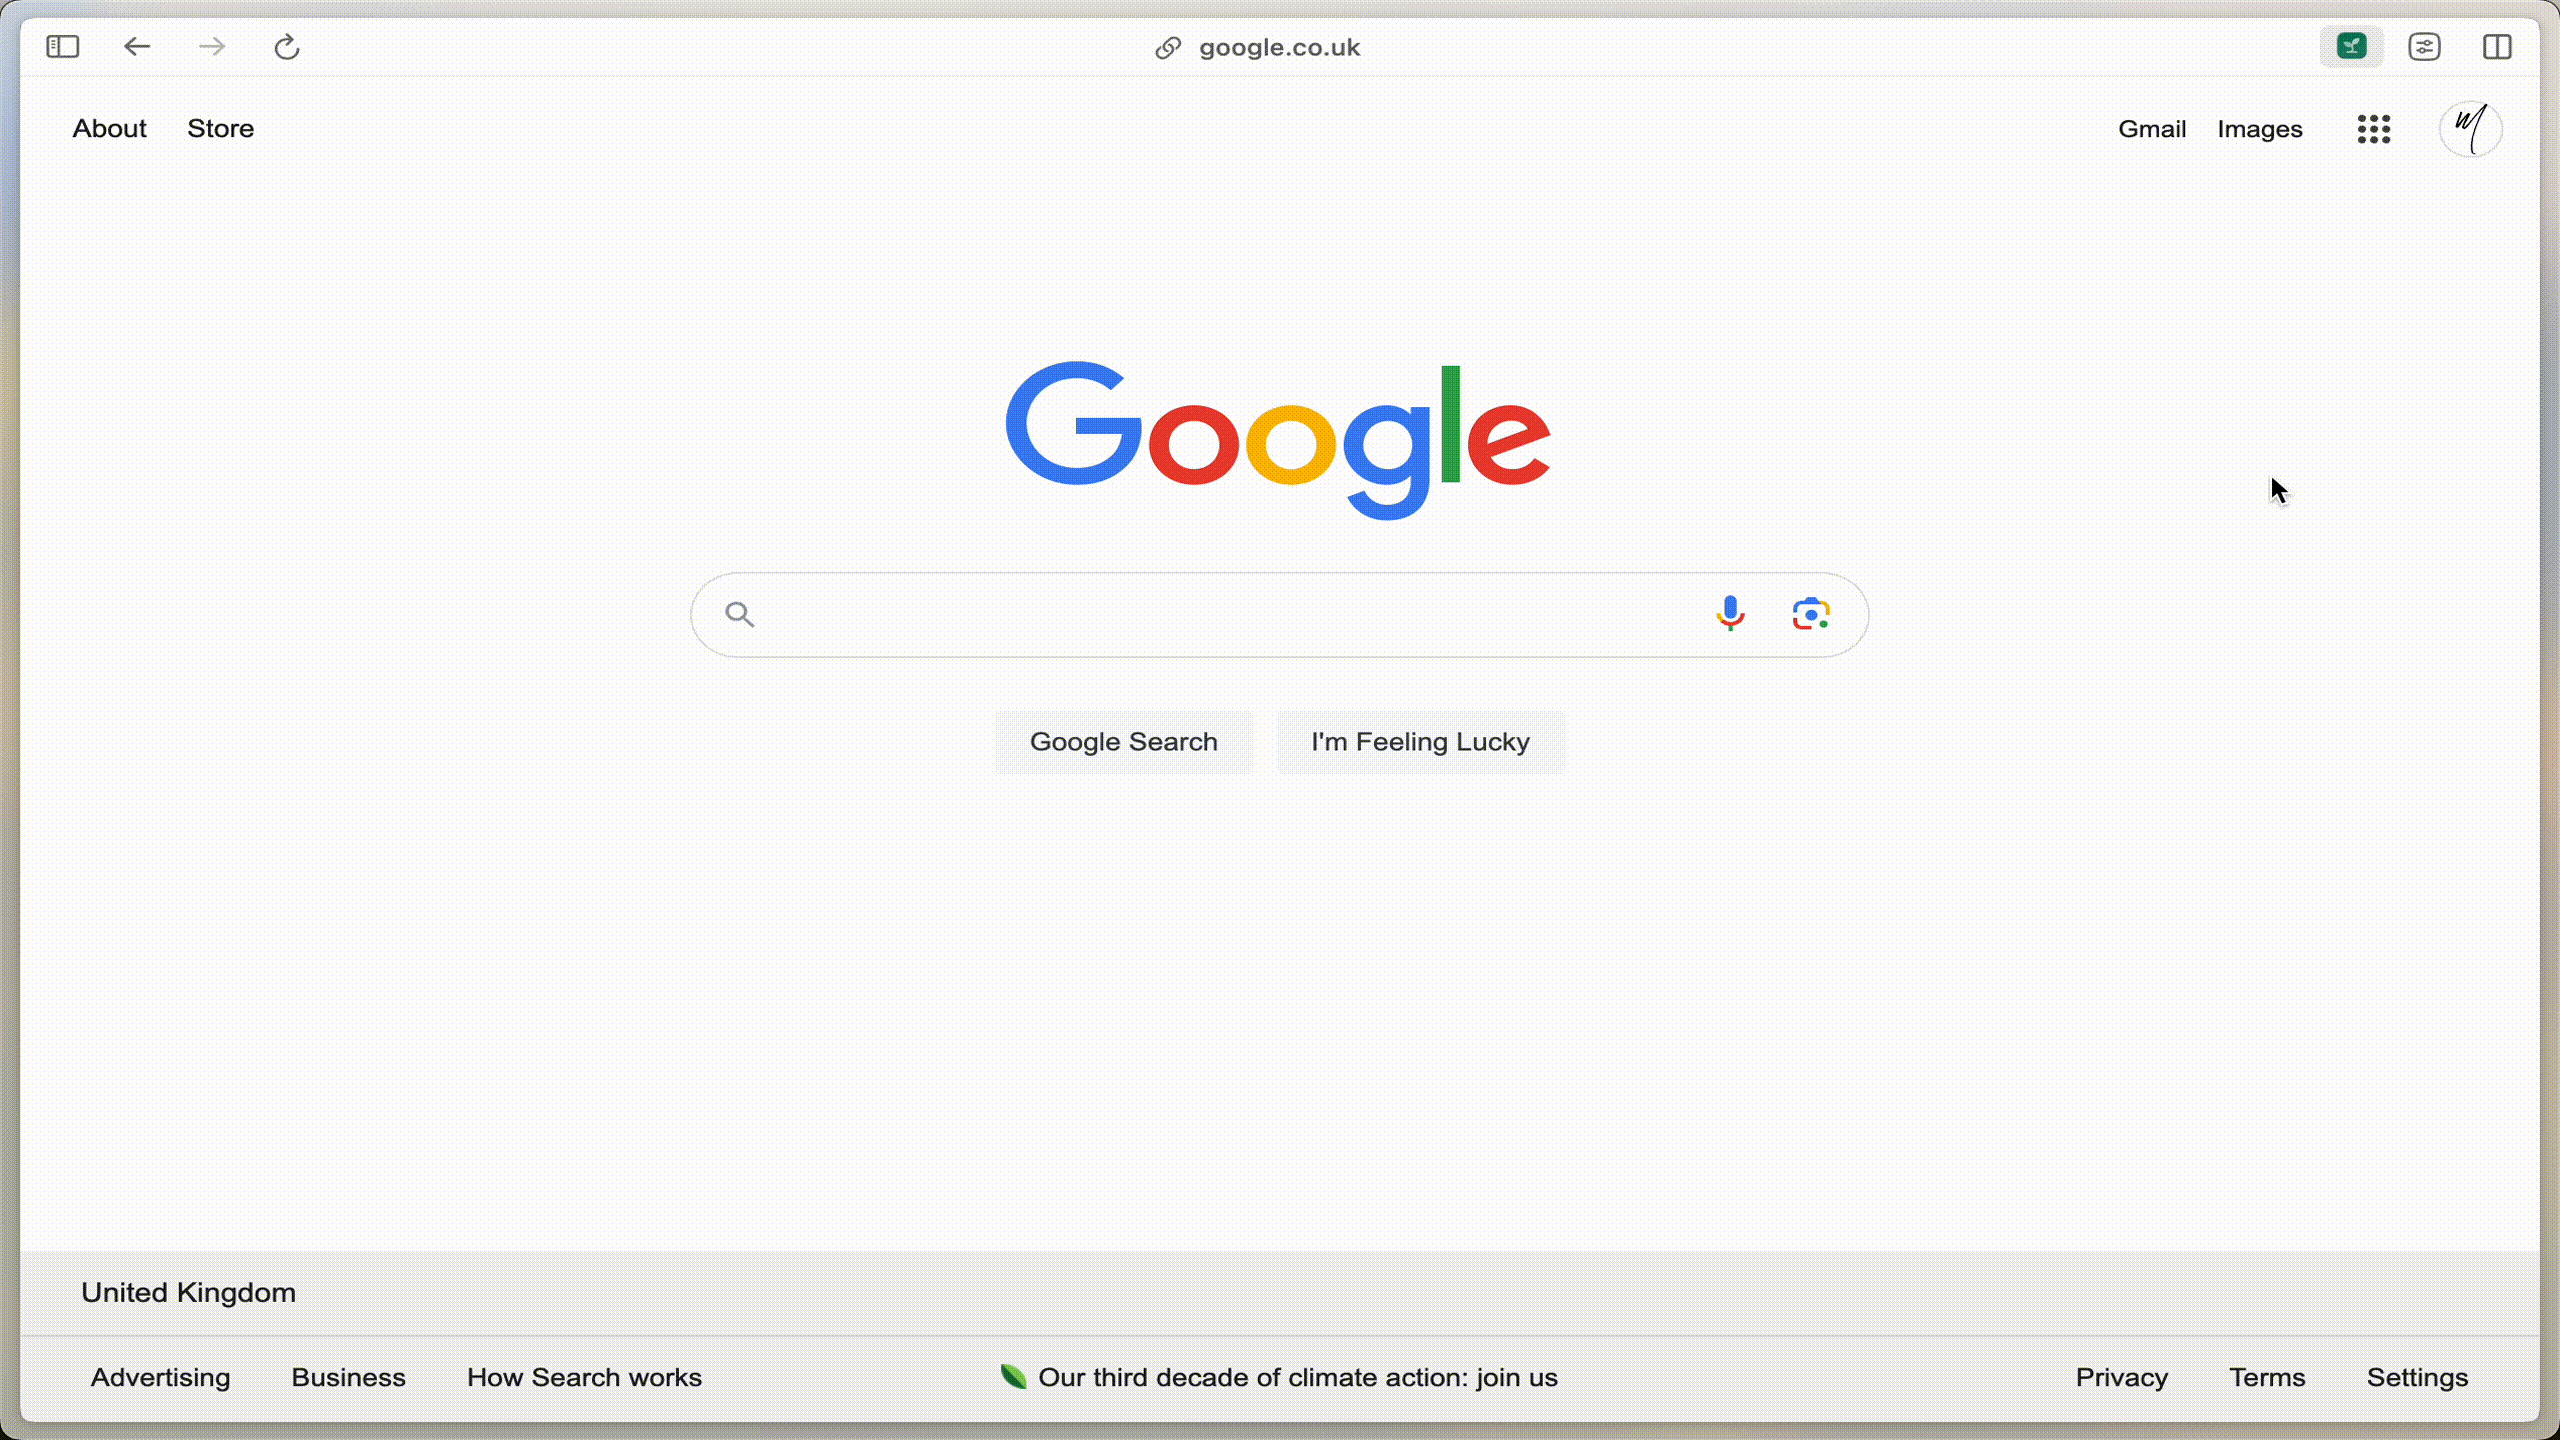 google.co.uk
About Store Gmail Images
Google
Google Search I'm Feeling Lucky
United Kingdom
Advertising Business How Search works Our third decade of climate action: join us Privacy Terms Settings